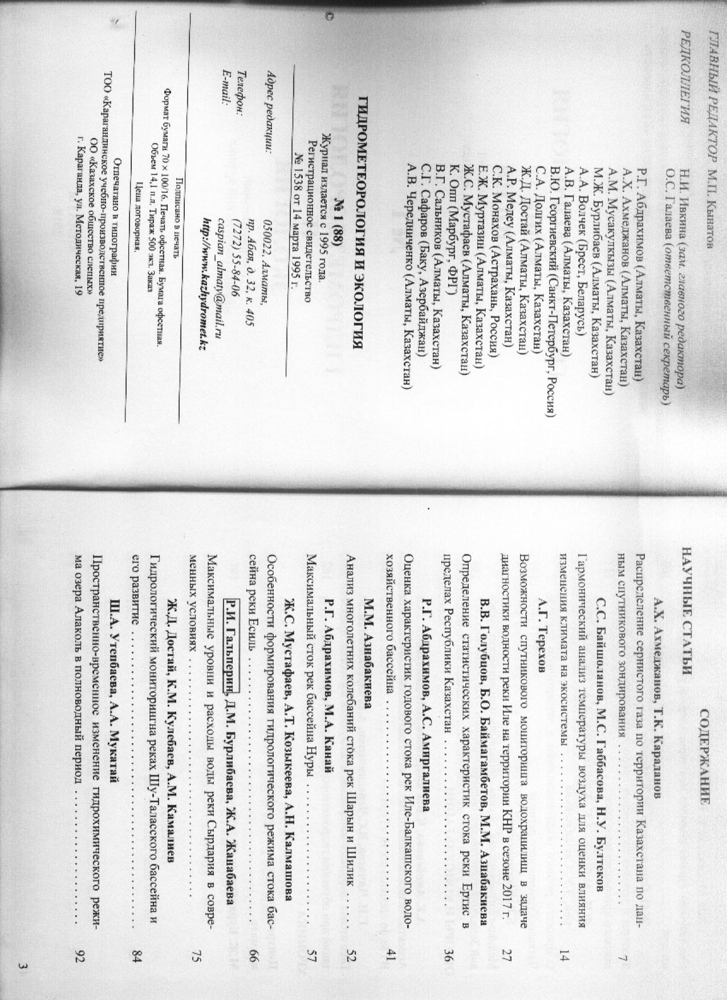 ГЛАВНЫЙ РЕДАКТОР М.П. Кынатов
РЕДКОЛЛЕГИЯ Н.И. Ивкина (зам. главного редактора)
О.С. Галаева (ответственный секретарь)
Р.Г. Абдрахимов (Алматы, Казахстан)
А.Х. Ахмеджанов (Алматы, Казахстан)
А.М. Мусакулкызы (Алматы, Казахстан)
М.Ж. Бурлибаев (Алматы, Казахстан)
А.А. Волчек (Брест, Беларусь)
А.В. Галаева (Алматы, Казахстан)
В.Ю. Георгиевский (Санкт-Петербург, Россия)
С.А. Долгих (Алматы, Казахстан)
Ж.Д. Достай (Алматы, Казахстан)
А.Р. Медеу (Алматы, Казахстан)
С.К. Монахов (Астрахань, Россия)
Е.Ж. Муртазин (Алматы, Казахстан)
Ж.С. Мустафаев (Алматы, Казахстан)
К. Опп (Марбург, ФРГ)
В.Г. Сальников (Алматы, Казахстан)
С.Г. Сафаров (Баку, Азербайджан)
А.В. Чередниченко (Алматы, Казахстан)
ГИДРОМЕТЕОРОЛОГИЯ И ЭКОЛОГИЯ
№ 1 (88)
©
Журнал издается с 1995 года.
Регистрационное свидетельство
№ 1538 от 14 марта 1995 г.
Адрес редакции: 050022, Алматы,
пр. Абая, д. 32, к. 405
Телефон: (7272) 55-84-06
E-mail: caspian_almaty@mail.ru
http://www.kazhydromet.kz
Подписано в печать
Формат бумаги 70 × 100/16. Печать офсетная. Бумага офсетная.
Объем 14,1 п.л. Тираж 500 экз. Заказ
Цена договорная.
Отпечатано в типографии
ТОО «Карагандинское учебно-производственное предприятие»
ОО «Казахское общество слепых»
г. Караганда, ул. Методическая, 19
СОДЕРЖАНИЕ
НАУЧНЫЕ СТАТЬИ
А.Х. Ахмеджанов, Т.К. Караданов
Распределение сернистого газа по территории Казахстана по дан-
ным спутникового зондирования . . . . . . . . . . . . . . . . . . . . . . 7
С.С. Байшоланов, М.С. Габбасова, Н.У. Бултеков
Гармонический анализ температуры воздуха для оценки влияния
изменения климата на экосистемы . . . . . . . . . . . . . . . . . . . . . . 14
А.Г. Терехов
Возможности спутникового мониторинга водохранилищ в задаче
диагностики водности реки Иле на территории КНР в сезоне 2017 г. 27
В.В. Голубцов, Б.О. Баймагамбетов, М.М. Азнабакиева
Определение статистических характеристик стока реки Ертис в
пределах Республики Казахстан . . . . . . . . . . . . . . . . . . . . . . 36
Р.Г. Абдрахимов, А.С. Амиргалиева
Оценка характеристик годового стока рек Иле-Балкашского водо-
хозяйственного бассейна . . . . . . . . . . . . . . . . . . . . . . . . . . 41
М.М. Азнабакиева
Анализ многолетних колебаний стока рек Шарын и Шилик . . . . . 52
Р.Г. Абдрахимов, М.А. Канай
Максимальный сток рек бассейна Нуры . . . . . . . . . . . . . . . . . . 57
Ж.С. Мустафаев, А.Т. Козыкеева, А.Н. Калмашова
Особенности формирования гидрологического режима стока бас-
сейна реки Есиль . . . . . . . . . . . . . . . . . . . . . . . . . . . . . . . . . 66
Р.И. Гальперин, Д.М. Бурлибаева, Ж.А. Жанабаева
Максимальные уровни и расходы воды реки Сырдария в совре-
менных условиях . . . . . . . . . . . . . . . . . . . . . . . . . . . . . . . . 75
Ж.Д. Достай, К.М. Кулебаев, А.М. Камалиев
Гидрологический мониторингна реках Шу-Таласского бассейна и
его развитие . . . . . . . . . . . . . . . . . . . . . . . . . . . . . . . . . . . . 84
Ш.А. Утепбаева, А.А. Мукатай
Пространственно-временное изменение гидрохимического режи-
ма озера Алаколь в полноводный период . . . . . . . . . . . . . . . . . 92
3